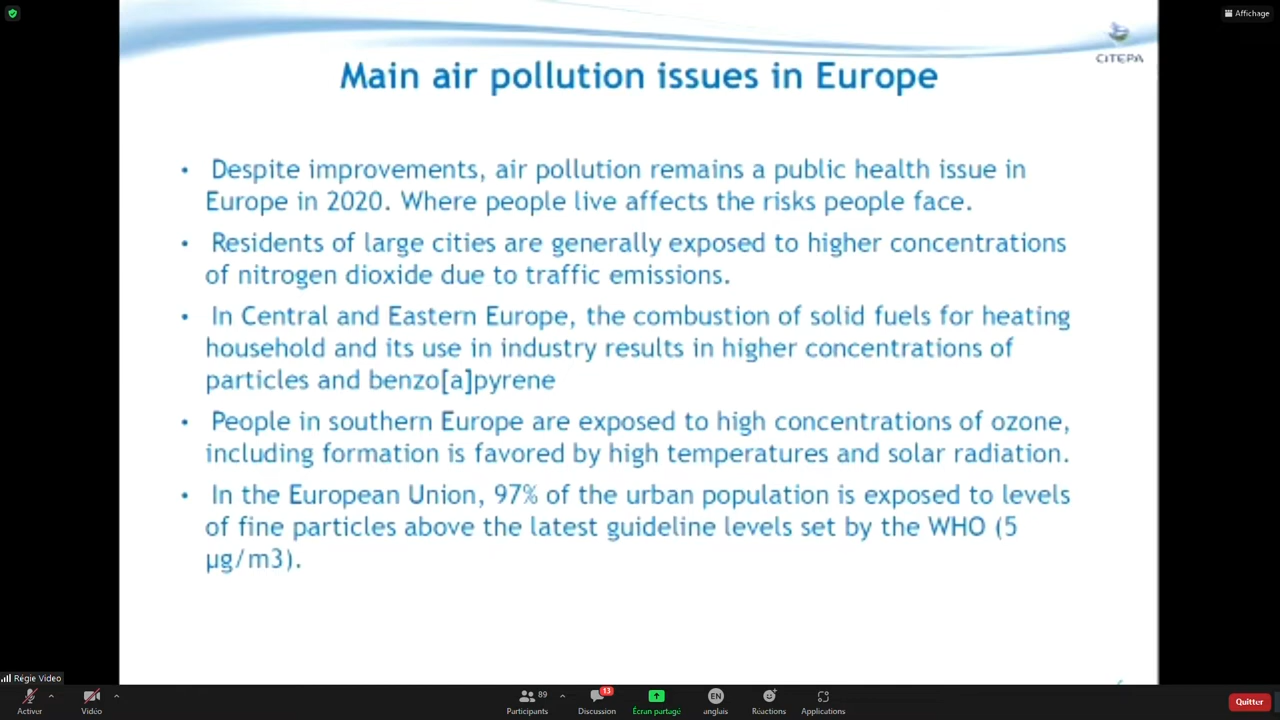 Affichage
CITEPA
Main air pollution issues in Europe
• Despite improvements, air pollution remains a public health issue in
Europe in 2020. Where people live affects the risks people face.
• Residents of large cities are generally exposed to higher concentrations
of nitrogen dioxide due to traffic emissions.
• In Central and Eastern Europe, the combustion of solid fuels for heating
household and its use in industry results in higher concentrations of
particles and benzo[a]pyrene
• People in southern Europe are exposed to high concentrations of ozone,
including formation is favored by high temperatures and solar radiation.
• In the European Union, 97% of the urban population is exposed to levels
of fine particles above the latest guideline levels set by the WHO (5
µg/m3).
Régie Video
89
13
EN
Activer
Vidéo
Participants
Discussion
Écran partagé
anglais
Réactions
Applications
Quitter